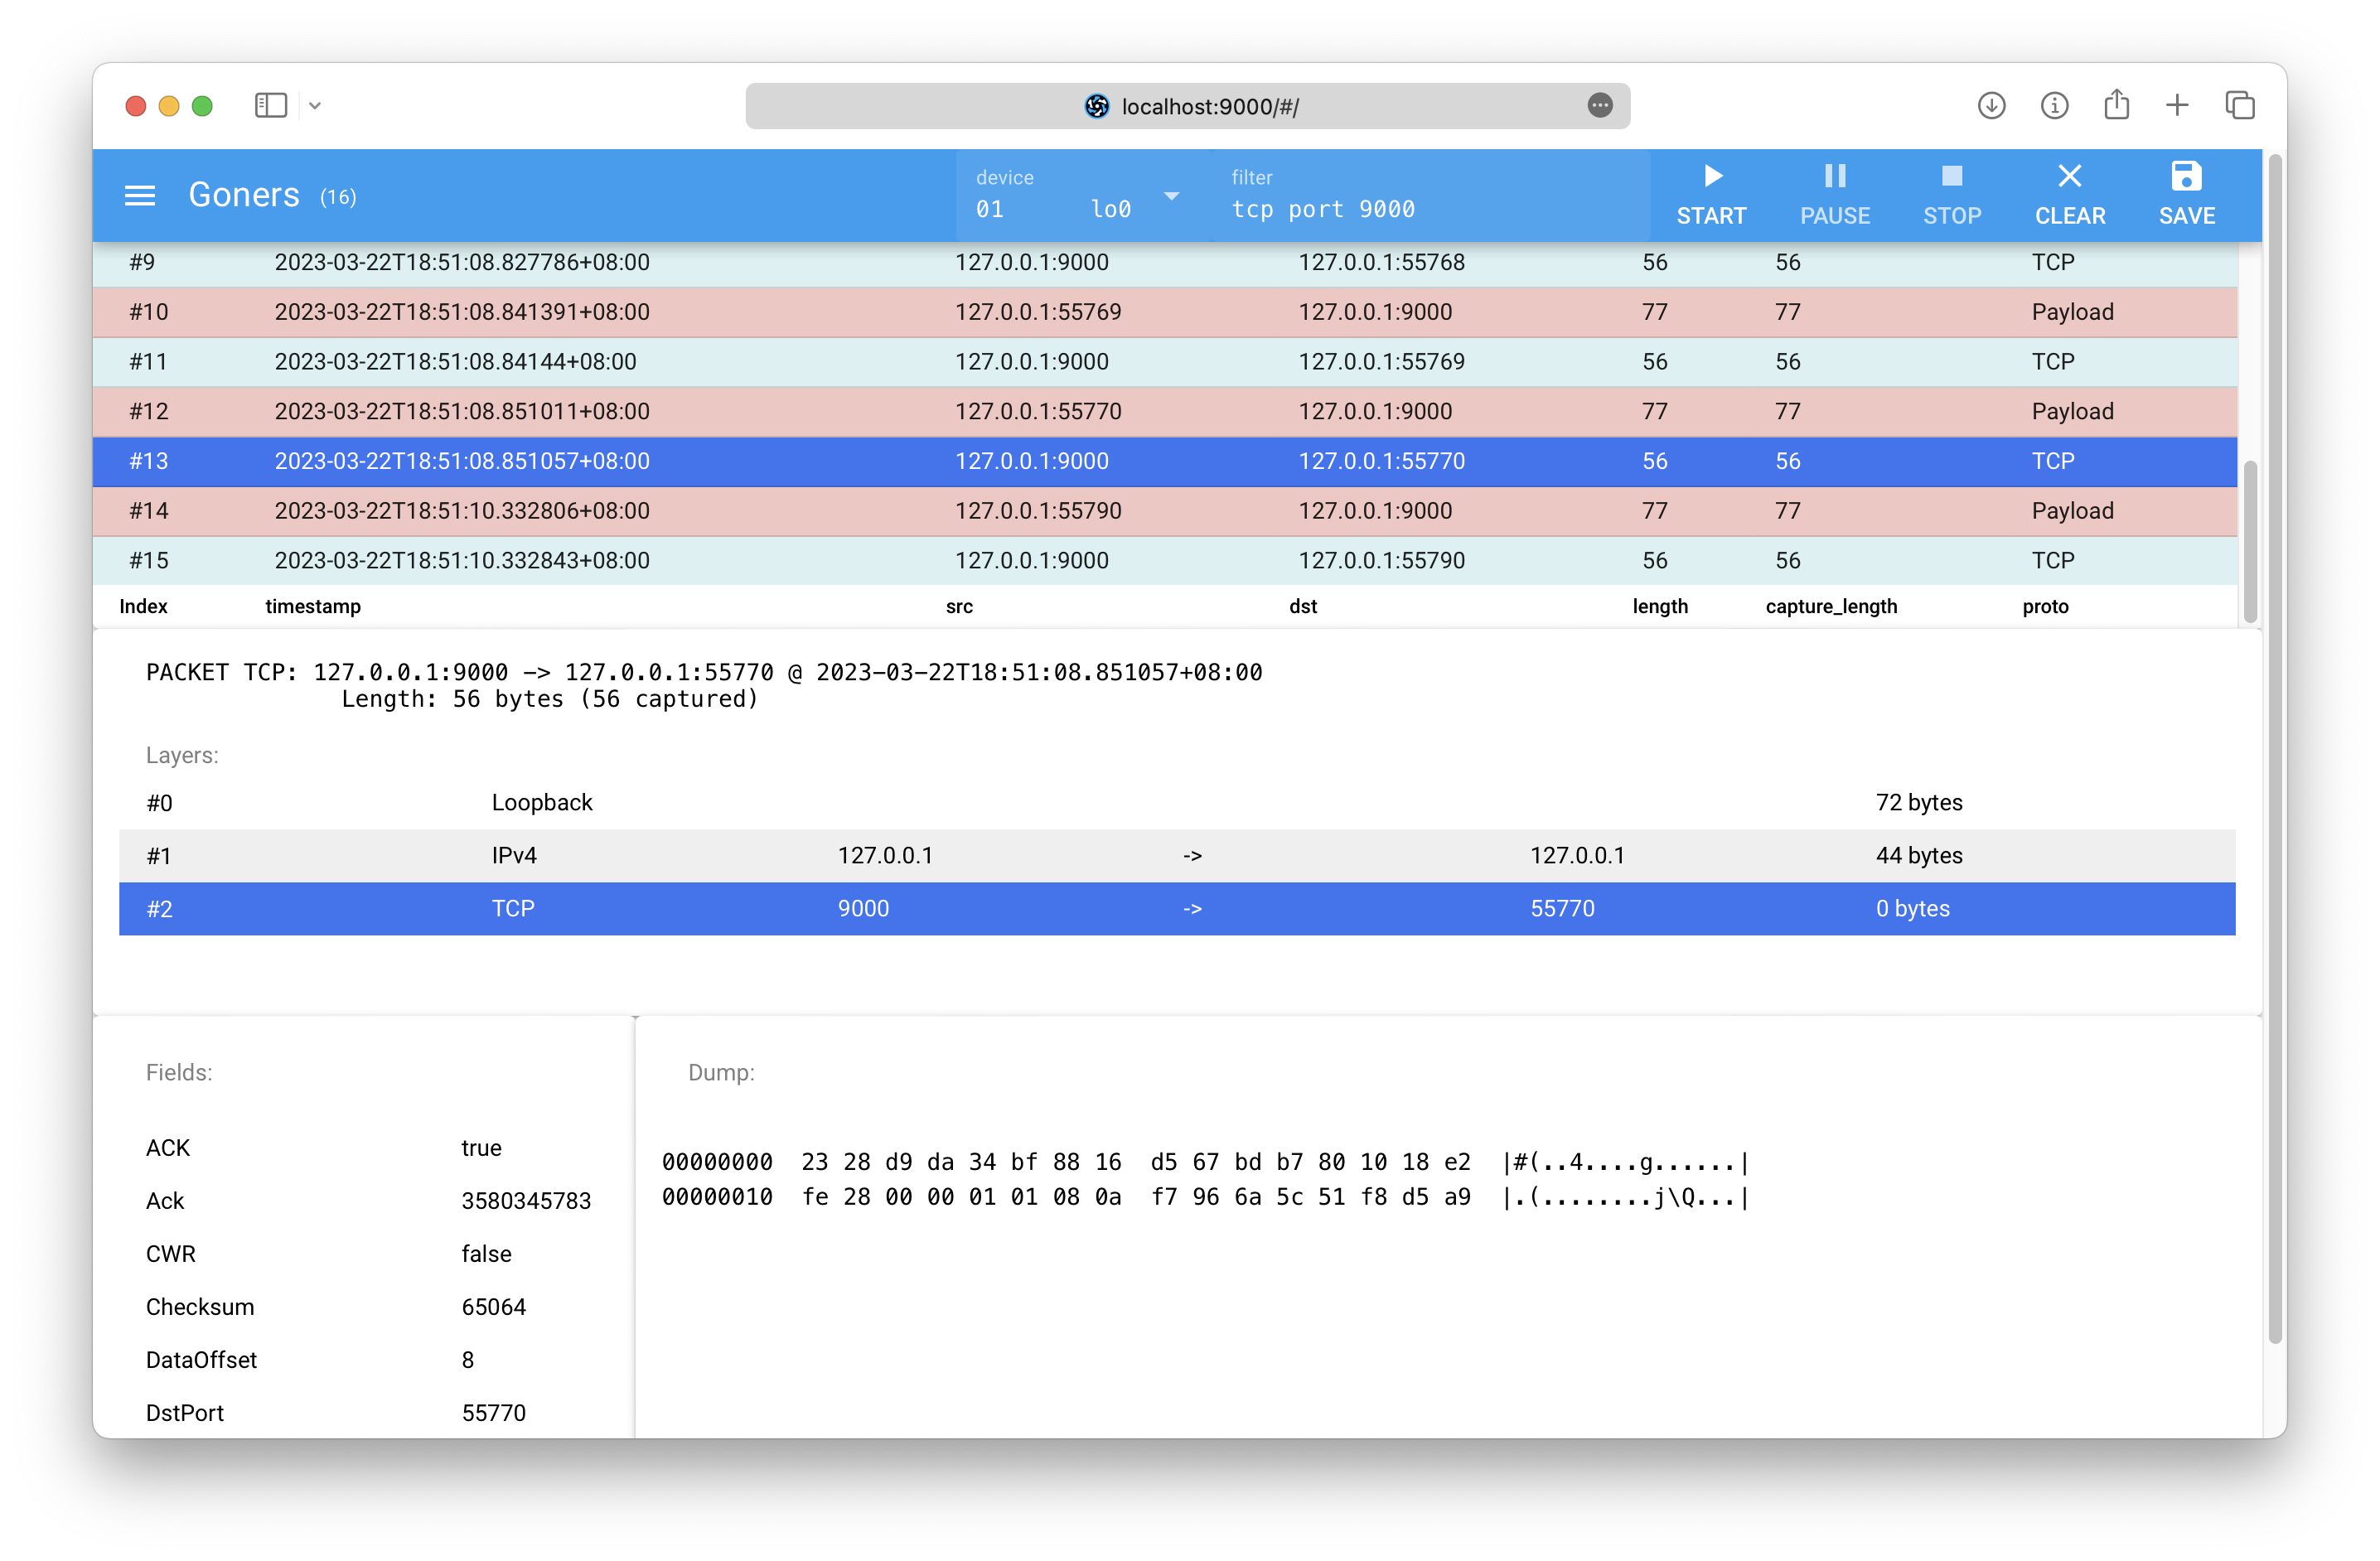 localhost:9000/#/
Goners (16)
device
01 lo0
filter
tcp port 9000
START PAUSE STOP CLEAR SAVE
#9 2023-03-22T18:51:08.827786+08:00 127.0.0.1:9000 127.0.0.1:55768 56 56 TCP
#10 2023-03-22T18:51:08.841391+08:00 127.0.0.1:55769 127.0.0.1:9000 77 77 Payload
#11 2023-03-22T18:51:08.84144+08:00 127.0.0.1:9000 127.0.0.1:55769 56 56 TCP
#12 2023-03-22T18:51:08.851011+08:00 127.0.0.1:55770 127.0.0.1:9000 77 77 Payload
#13 2023-03-22T18:51:08.851057+08:00 127.0.0.1:9000 127.0.0.1:55770 56 56 TCP
#14 2023-03-22T18:51:10.332806+08:00 127.0.0.1:55790 127.0.0.1:9000 77 77 Payload
#15 2023-03-22T18:51:10.332843+08:00 127.0.0.1:9000 127.0.0.1:55790 56 56 TCP
Index timestamp src dst length capture_length proto
PACKET TCP: 127.0.0.1:9000 -> 127.0.0.1:55770 @ 2023-03-22T18:51:08.851057+08:00
Length: 56 bytes (56 captured)
Layers:
#0 Loopback 72 bytes
#1 IPv4 127.0.0.1 -> 127.0.0.1 44 bytes
#2 TCP 9000 -> 55770 0 bytes
Fields:
ACK true
Ack 3580345783
CWR false
Checksum 65064
DataOffset 8
DstPort 55770
Dump:
00000000 23 28 d9 da 34 bf 88 16 d5 67 bd b7 80 10 18 e2 |#(..4....g......|
00000010 fe 28 00 00 01 01 08 0a f7 96 6a 5c 51 f8 d5 a9 |.(........j\Q...|